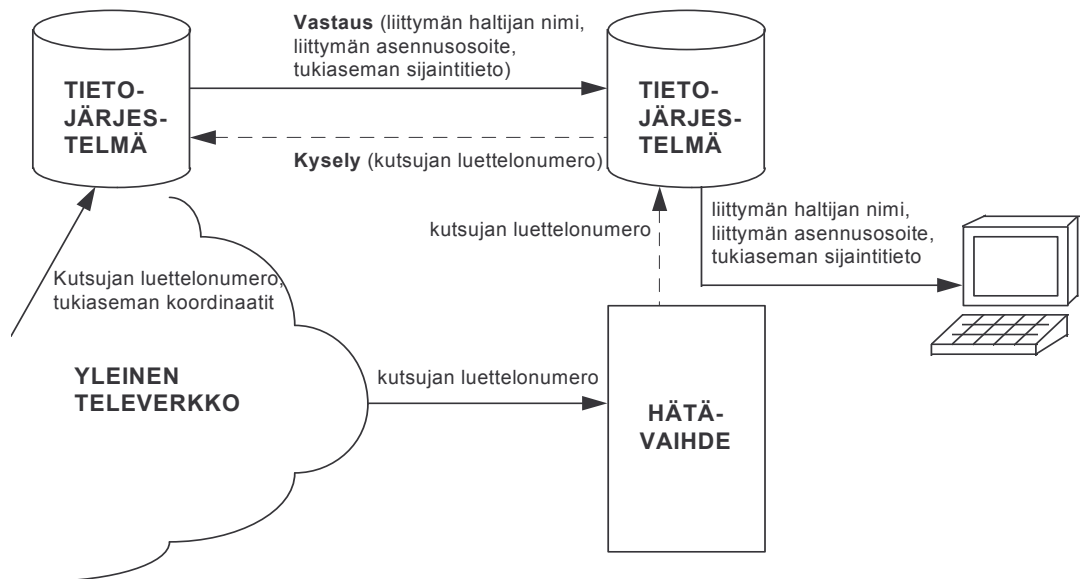 Vastaus (liittymän haltijan nimi,
liittymän asennusosoite,
tukiaseman sijaintitieto)
TIETO-
JÄRJES-
TELMÄ
TIETO-
JÄRJES-
TELMÄ
Kysely (kutsujan luettelonumero)
kutsujan luettelonumero
liittymän haltijan nimi,
liittymän asennusosoite,
tukiaseman sijaintitieto
Kutsujan luettelonumero,
tukiaseman koordinaatit
YLEINEN
TELEVERKKO
kutsujan luettelonumero
HÄTÄ-
VAIHDE